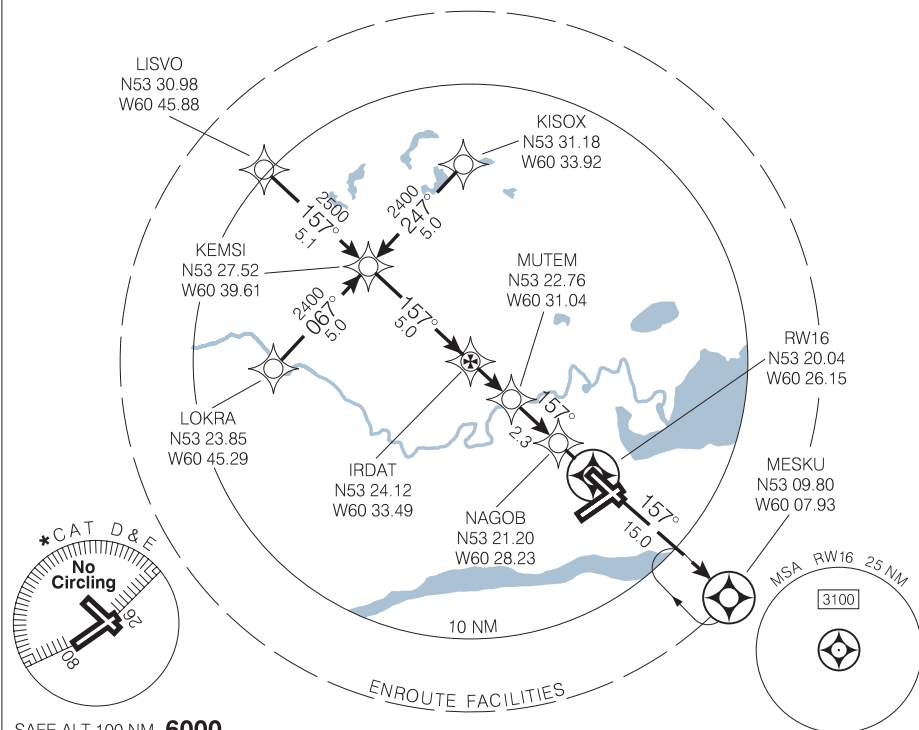 LISVO
N53 30.98
W60 45.88
KISOX
N53 31.18
W60 33.92
2500
157°
5.1
2400
247°
5.0
KEMSI
N53 27.52
W60 39.61
MUTEM
N53 22.76
W60 31.04
2400
067°
5.0
157°
5.0
RW16
N53 20.04
W60 26.15
LOKRA
N53 23.85
W60 45.29
157°
2.3
IRDAT
N53 24.12
W60 33.49
MESKU
N53 09.80
W60 07.93
NAGOB
N53 21.20
W60 28.23
157°
15.0
*CAT D & E
No
Circling
26
08
MSA RW16 25 NM
3100
10 NM
ENROUTE FACILITIES
SAFE ALT 100 NM 6000